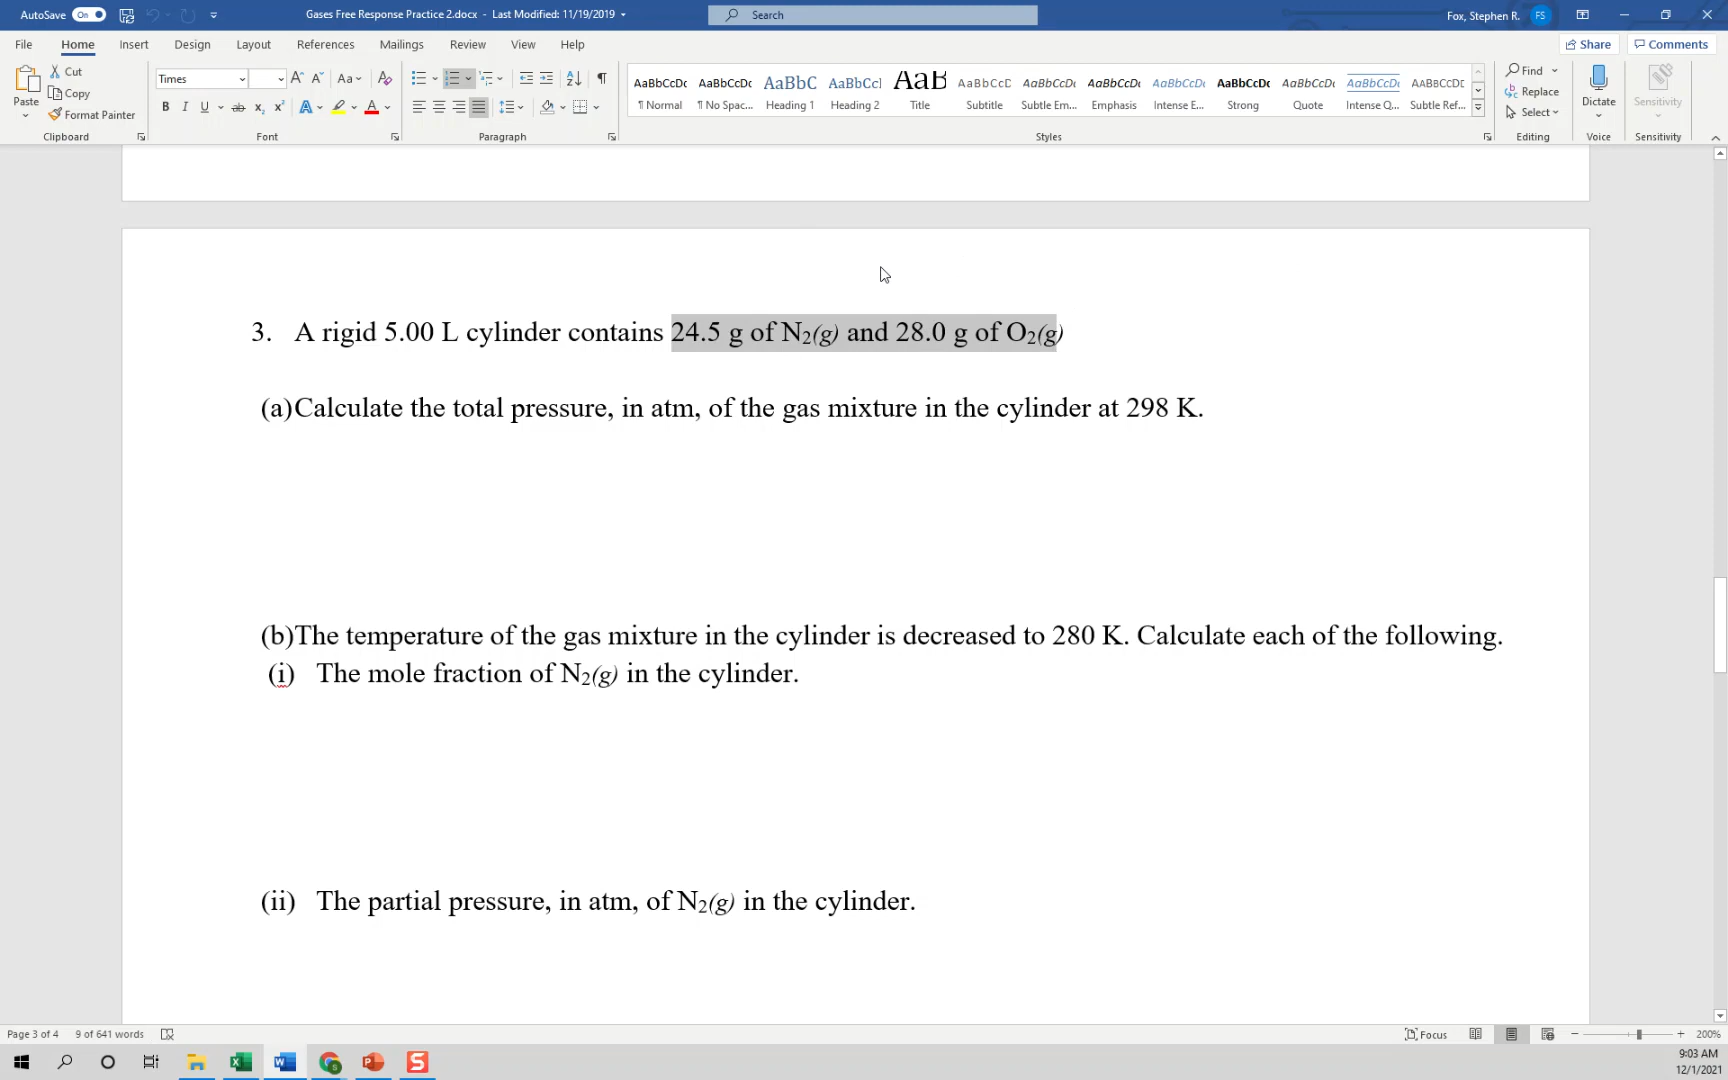 AutoSave On Gases Free Response Practice 2.docx - Last Modified: 11/19/2019 Search Fox, Stephen R. FS
File Home Insert Design Layout References Mailings Review View Help Share Comments
Paste Cut Copy Format Painter
Clipboard
Times
Font
Paragraph
AaBbCcDc AaBbCcDc AaBbC AaBbCcI AaB AaBbCcD AaBbCcDc AaBbCcDc AaBbCcDc AaBbCcDc AaBbCcDc AaBbCcDc AABBCCDE
¶ Normal ¶ No Spac... Heading 1 Heading 2 Title Subtitle Subtle Em... Emphasis Intense E... Strong Quote Intense Q... Subtle Ref...
Styles
Find
Replace
Select
Editing
Dictate
Voice
Sensitivity
Sensitivity
3. A rigid 5.00 L cylinder contains 24.5 g of N₂(g) and 28.0 g of O₂(g)
(a) Calculate the total pressure, in atm, of the gas mixture in the cylinder at 298 K.
(b) The temperature of the gas mixture in the cylinder is decreased to 280 K. Calculate each of the following.
(i) The mole fraction of N₂(g) in the cylinder.
(ii) The partial pressure, in atm, of N₂(g) in the cylinder.
Page 3 of 4 9 of 641 words Focus 200%
9:03 AM
12/1/2021